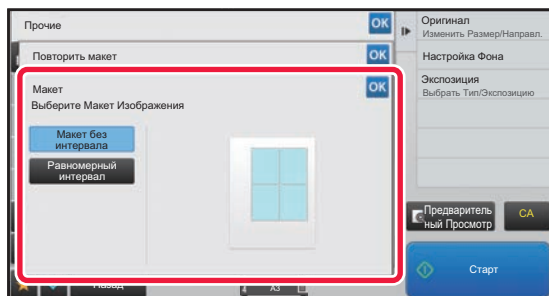 Прочие
OK
Повторить макет
OK
Макет
OK
Выберите Макет Изображения
Макет без
интервала
Равномерный
интервал
Оригинал
Изменить Размер/Направл.
Настройка Фона
Экспозиция
Выбрать Тип/Экспозицию
Предваритель
ный Просмотр
CA
Старт
Назад
A3